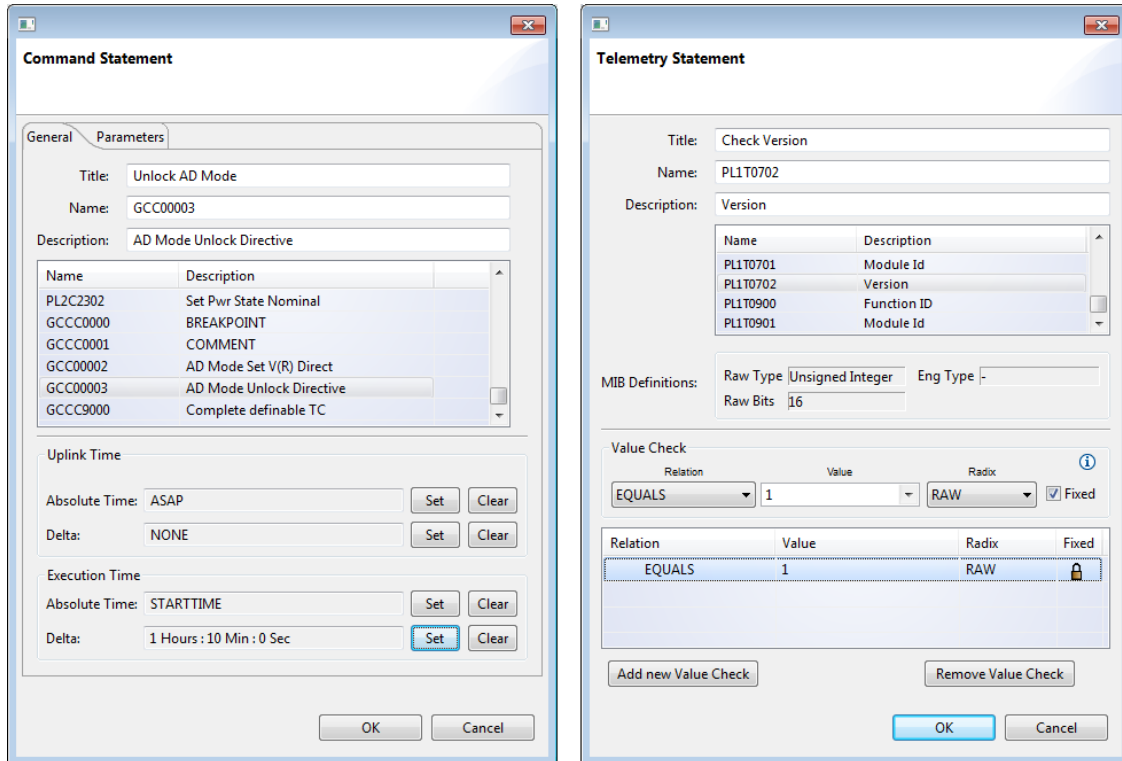 Command Statement
General Parameters
Title: Unlock AD Mode
Name: GCC00003
Description: AD Mode Unlock Directive
Name Description
PL2C2302 Set Pwr State Nominal
GCCC0000 BREAKPOINT
GCCC0001 COMMENT
GCC00002 AD Mode Set V(R) Direct
GCC00003 AD Mode Unlock Directive
GCCC9000 Complete definable TC
Uplink Time
Absolute Time: ASAP Set Clear
Delta: NONE Set Clear
Execution Time
Absolute Time: STARTTIME Set Clear
Delta: 1 Hours : 10 Min : 0 Sec Set Clear
OK Cancel
Telemetry Statement
Title: Check Version
Name: PL1T0702
Description: Version
Name Description
PL1T0701 Module Id
PL1T0702 Version
PL1T0900 Function ID
PL1T0901 Module Id
MIB Definitions: Raw Type Unsigned Integer Eng Type -
Raw Bits 16
Value Check
Relation Value Radix
EQUALS 1 RAW Fixed
Relation Value Radix Fixed
EQUALS 1 RAW
Add new Value Check Remove Value Check
OK Cancel